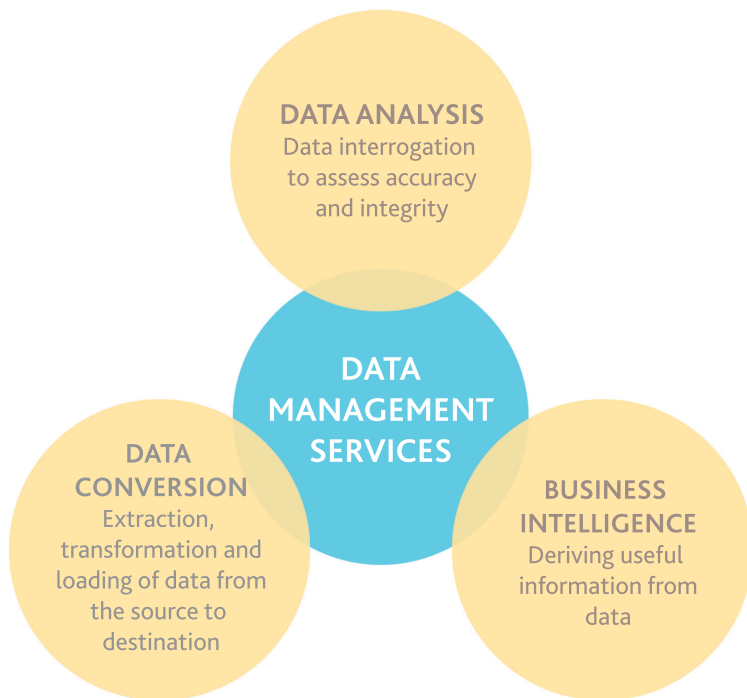 DATA ANALYSIS
Data interrogation
to assess accuracy
and integrity
DATA
MANAGEMENT
SERVICES
DATA
CONVERSION
Extraction,
transformation and
loading of data from
the source to
destination
BUSINESS
INTELLIGENCE
Deriving useful
information from
data